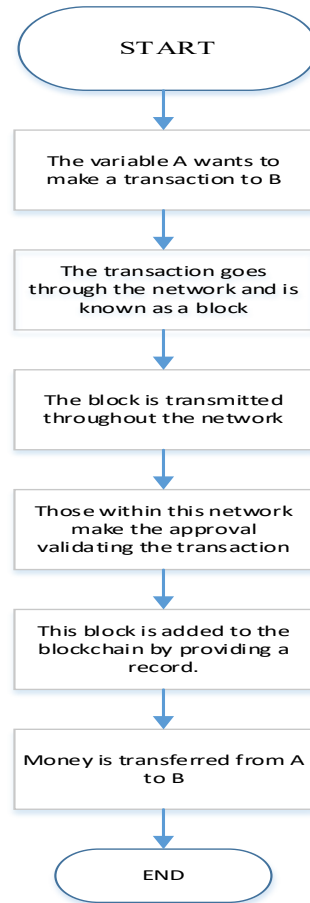 START
The variable A wants to
make a transaction to B
The transaction goes
through the network and is
known as a block
The block is transmitted
throughout the network
Those within this network
make the approval
validating the transaction
This block is added to the
blockchain by providing a
record.
Money is transferred from A
to B
END